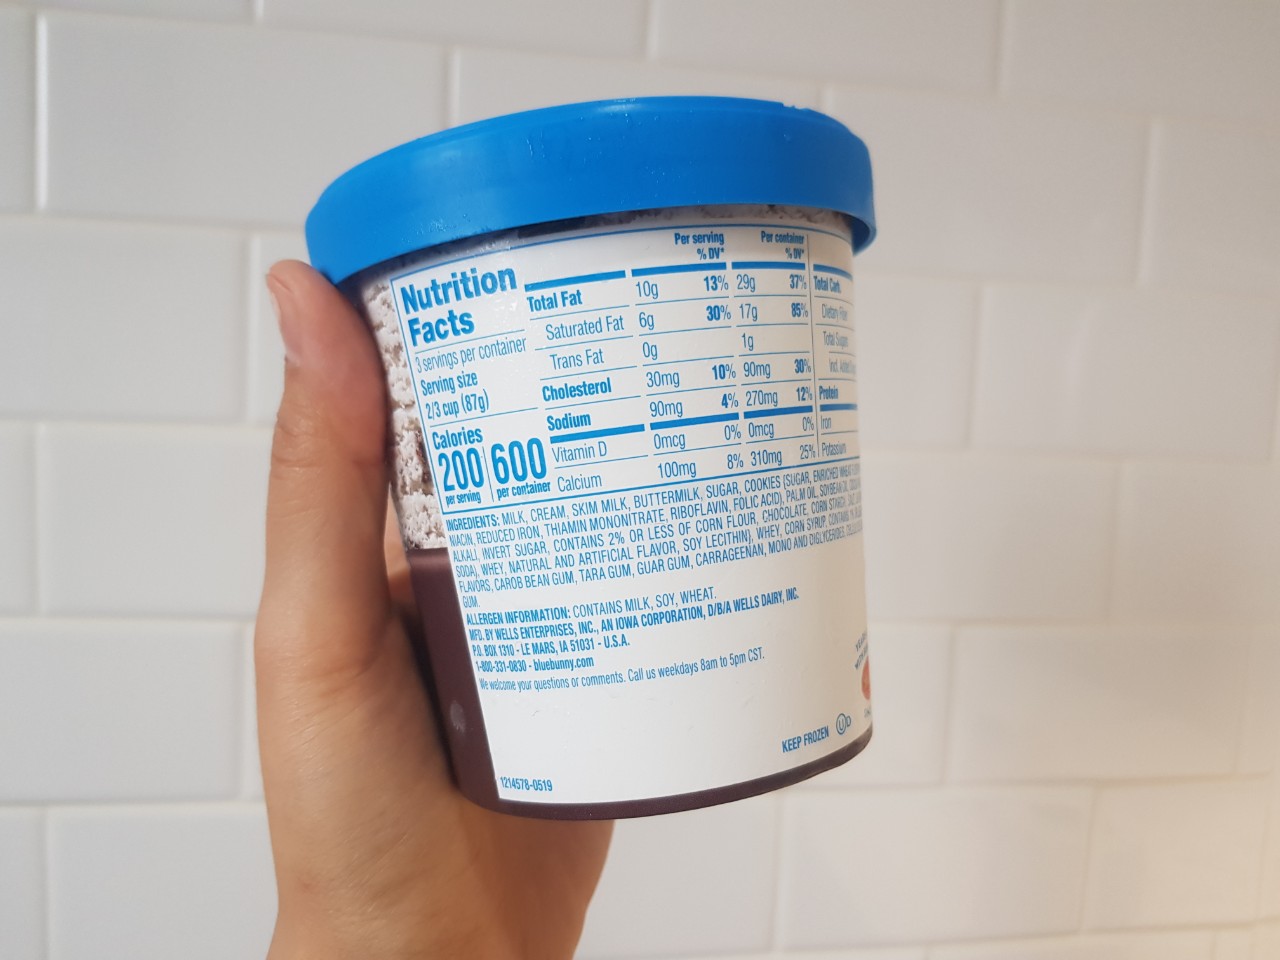 Nutrition
Facts
3 servings per container
Serving size
2/3 cup (87g)
Calories
200 per serving
600 per container
Per serving Per container
% DV* % DV*
Total Fat 10g 13% 29g 37%
Saturated Fat 6g 30% 17g 85%
Trans Fat 0g 1g
Cholesterol 30mg 10% 90mg 30%
Sodium 90mg 4% 270mg 12%
Vitamin D 0mcg 0% 0mcg 0%
Calcium 100mg 8% 310mg 25%
Total Carb.
Dietary
Total
Protein
Iron
Potassium
INGREDIENTS: MILK, CREAM, SKIM MILK, BUTTERMILK, SUGAR, COOKIES (SUGAR, ENRICHED WHEAT
NIACIN, REDUCED IRON, THIAMIN MONONITRATE, RIBOFLAVIN, FOLIC ACID), PALM OIL, SOYBEAN OIL,
ALKALI, INVERT SUGAR, CONTAINS 2% OR LESS OF CORN FLOUR, CHOCOLATE, CORN STARCH,
SODA), WHEY, NATURAL AND ARTIFICIAL FLAVOR, SOY LECITHIN), WHEY, CORN SYRUP, CONTAINS
FLAVORS, CAROB BEAN GUM, TARA GUM, GUAR GUM, CARRAGEENAN, MONO AND DIGLYCERIDES,
GUM.
ALLERGEN INFORMATION: CONTAINS MILK, SOY, WHEAT.
MFD. BY WELLS ENTERPRISES, INC., AN IOWA CORPORATION, D/B/A WELLS DAIRY, INC.
P.O. BOX 1310 - LE MARS, IA 51031 - U.S.A.
1-800-331-0830 - bluebunny.com
We welcome your questions or comments. Call us weekdays 8am to 5pm CST.
KEEP FROZEN Ⓤ D
1214578-0519